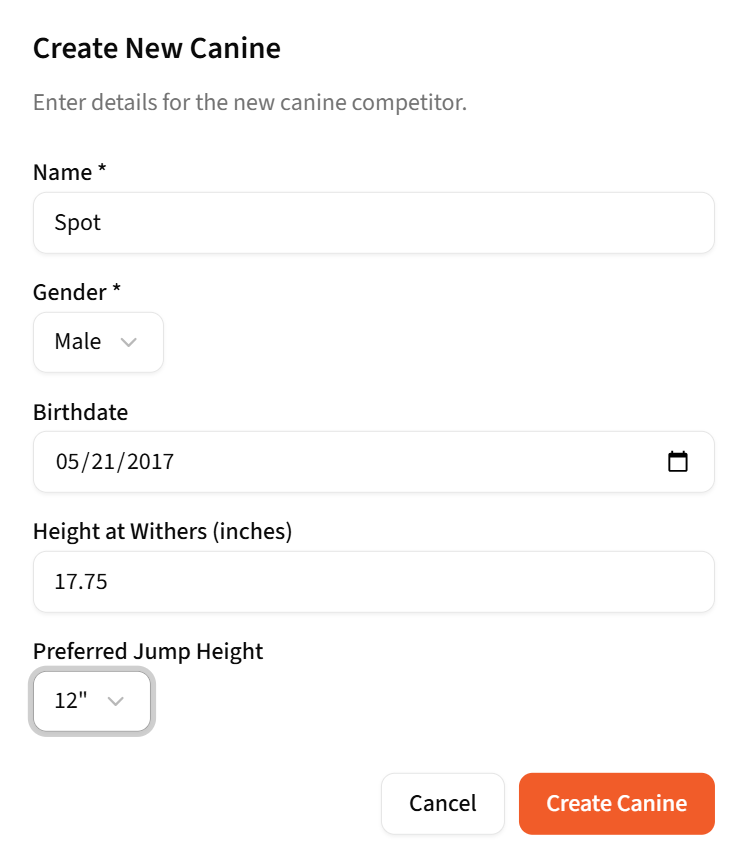 Create New Canine
Enter details for the new canine competitor.
Name *
Spot
Gender *
Male
Birthdate
05/21/2017
Height at Withers (inches)
17.75
Preferred Jump Height
12"
Cancel
Create Canine